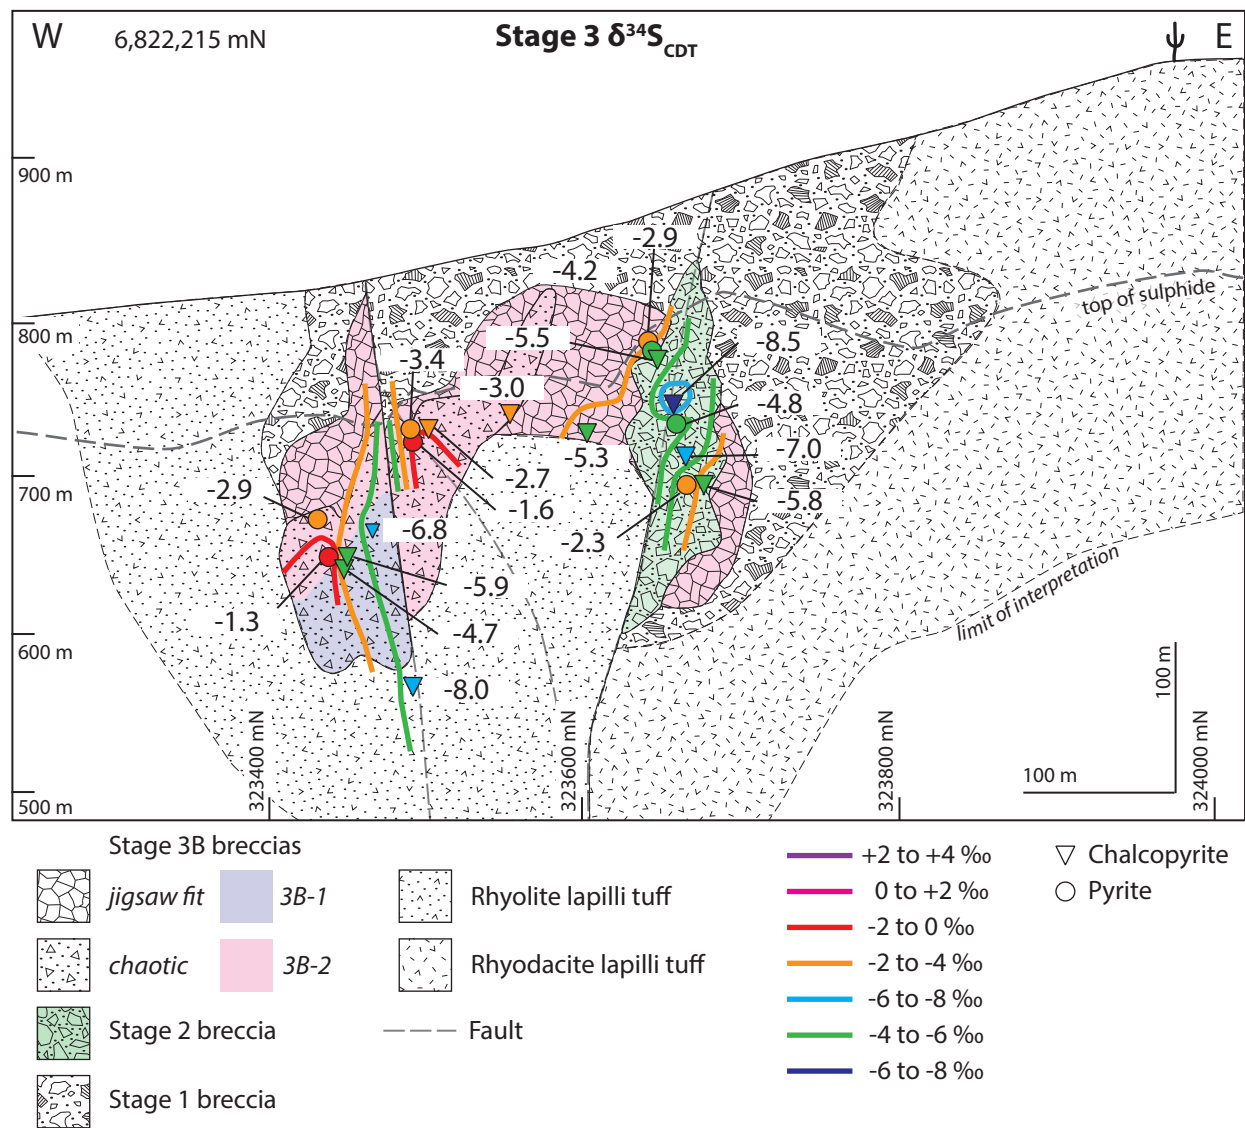 W 6,822,215 mN Stage 3 δ34SCDT E
900 m
-2.9
-4.2
top of sulphide
800 m
-5.5
-8.5
-3.4
-3.0
-4.8
-5.3
-7.0
-2.7
700 m
-2.9
-1.6
-5.8
-6.8
-2.3
-5.9
-1.3
-4.7
limit of interpretation
600 m
-8.0
100 m
100 m
500 m
323400 mN
323600 mN
323800 mN
324000 mN
Stage 3B breccias
jigsaw fit
3B-1
chaotic
3B-2
Stage 2 breccia
Stage 1 breccia
Rhyolite lapilli tuff
Rhyodacite lapilli tuff
Fault
+2 to +4 ‰
0 to +2 ‰
-2 to 0 ‰
-2 to -4 ‰
-6 to -8 ‰
-4 to -6 ‰
-6 to -8 ‰
Chalcopyrite
Pyrite